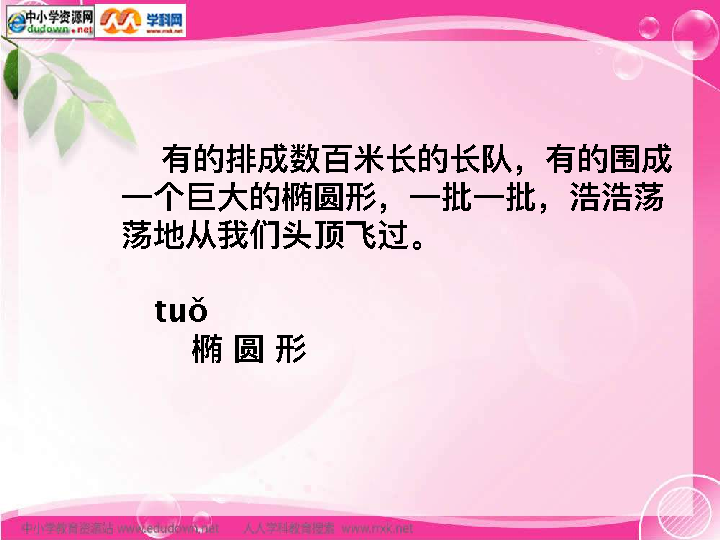 中小学资源网
dudown.net
学科网
www.nxk.net
有的排成数百米长的长队，有的围成
一个巨大的椭圆形，一批一批，浩浩荡
荡地从我们头顶飞过。
tuǒ
椭 圆 形
中小学教育资源站 www.edudown.net 人人学科教育搜索 www.nxk.net